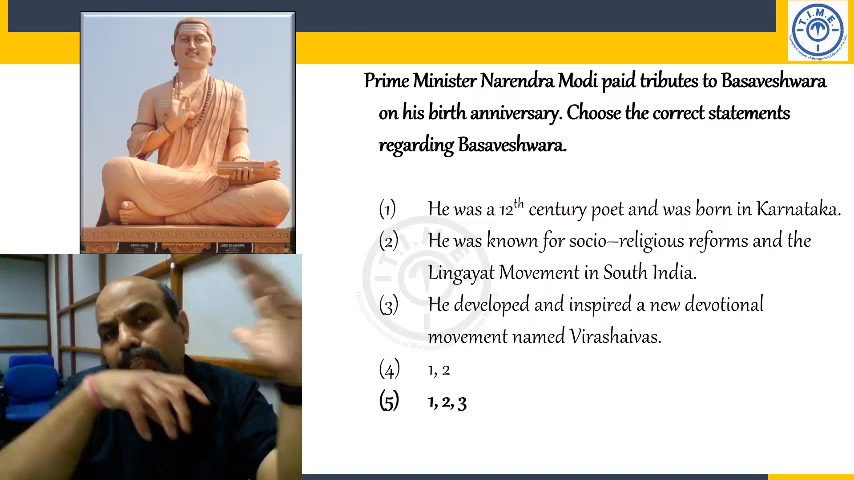 T.I.M.E.
Prime Minister Narendra Modi paid tributes to Basaveshwara
on his birth anniversary. Choose the correct statements
regarding Basaveshwara.
(1) He was a 12th century poet and was born in Karnataka.
(2) He was known for socio–religious reforms and the
Lingayat Movement in South India.
(3) He developed and inspired a new devotional
movement named Virashaivas.
(4) 1, 2
(5) 1, 2, 3